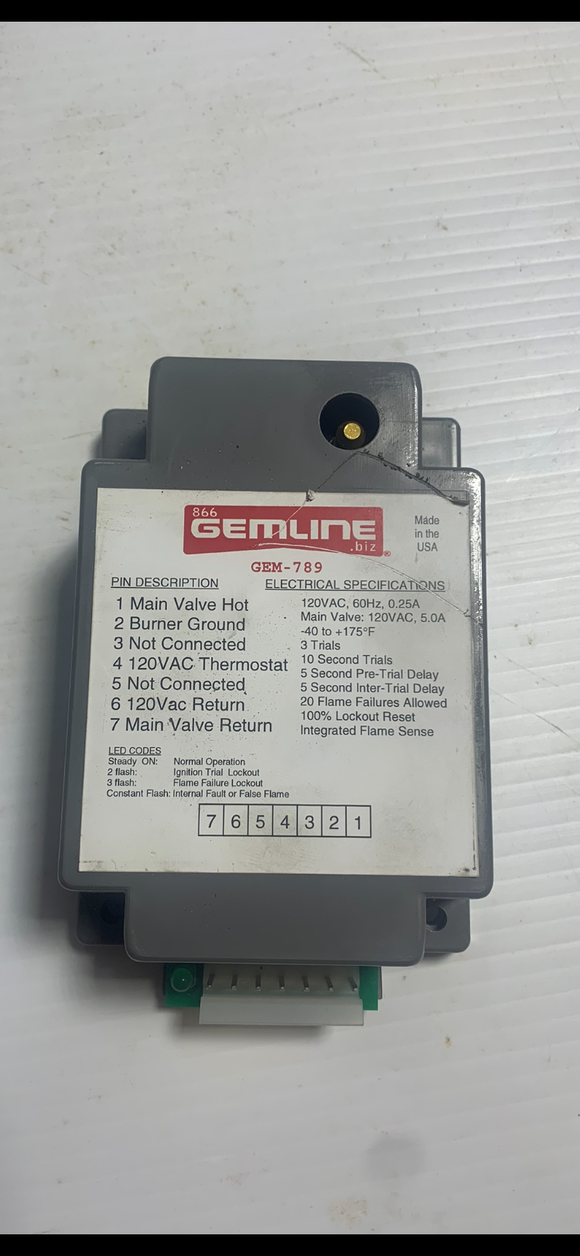 866
GEMLINE
.biz ®
Made
in the
USA
GEM-789
PIN DESCRIPTION
1 Main Valve Hot
2 Burner Ground
3 Not Connected
4 120VAC Thermostat
5 Not Connected
6 120Vac Return
7 Main Valve Return
ELECTRICAL SPECIFICATIONS
120VAC, 60Hz, 0.25A
Main Valve: 120VAC, 5.0A
-40 to +175°F
3 Trials
10 Second Trials
5 Second Pre-Trial Delay
5 Second Inter-Trial Delay
20 Flame Failures Allowed
100% Lockout Reset
Integrated Flame Sense
LED CODES
Steady ON: Normal Operation
2 flash: Ignition Trial Lockout
3 flash: Flame Failure Lockout
Constant Flash: Internal Fault or False Flame
7 6 5 4 3 2 1